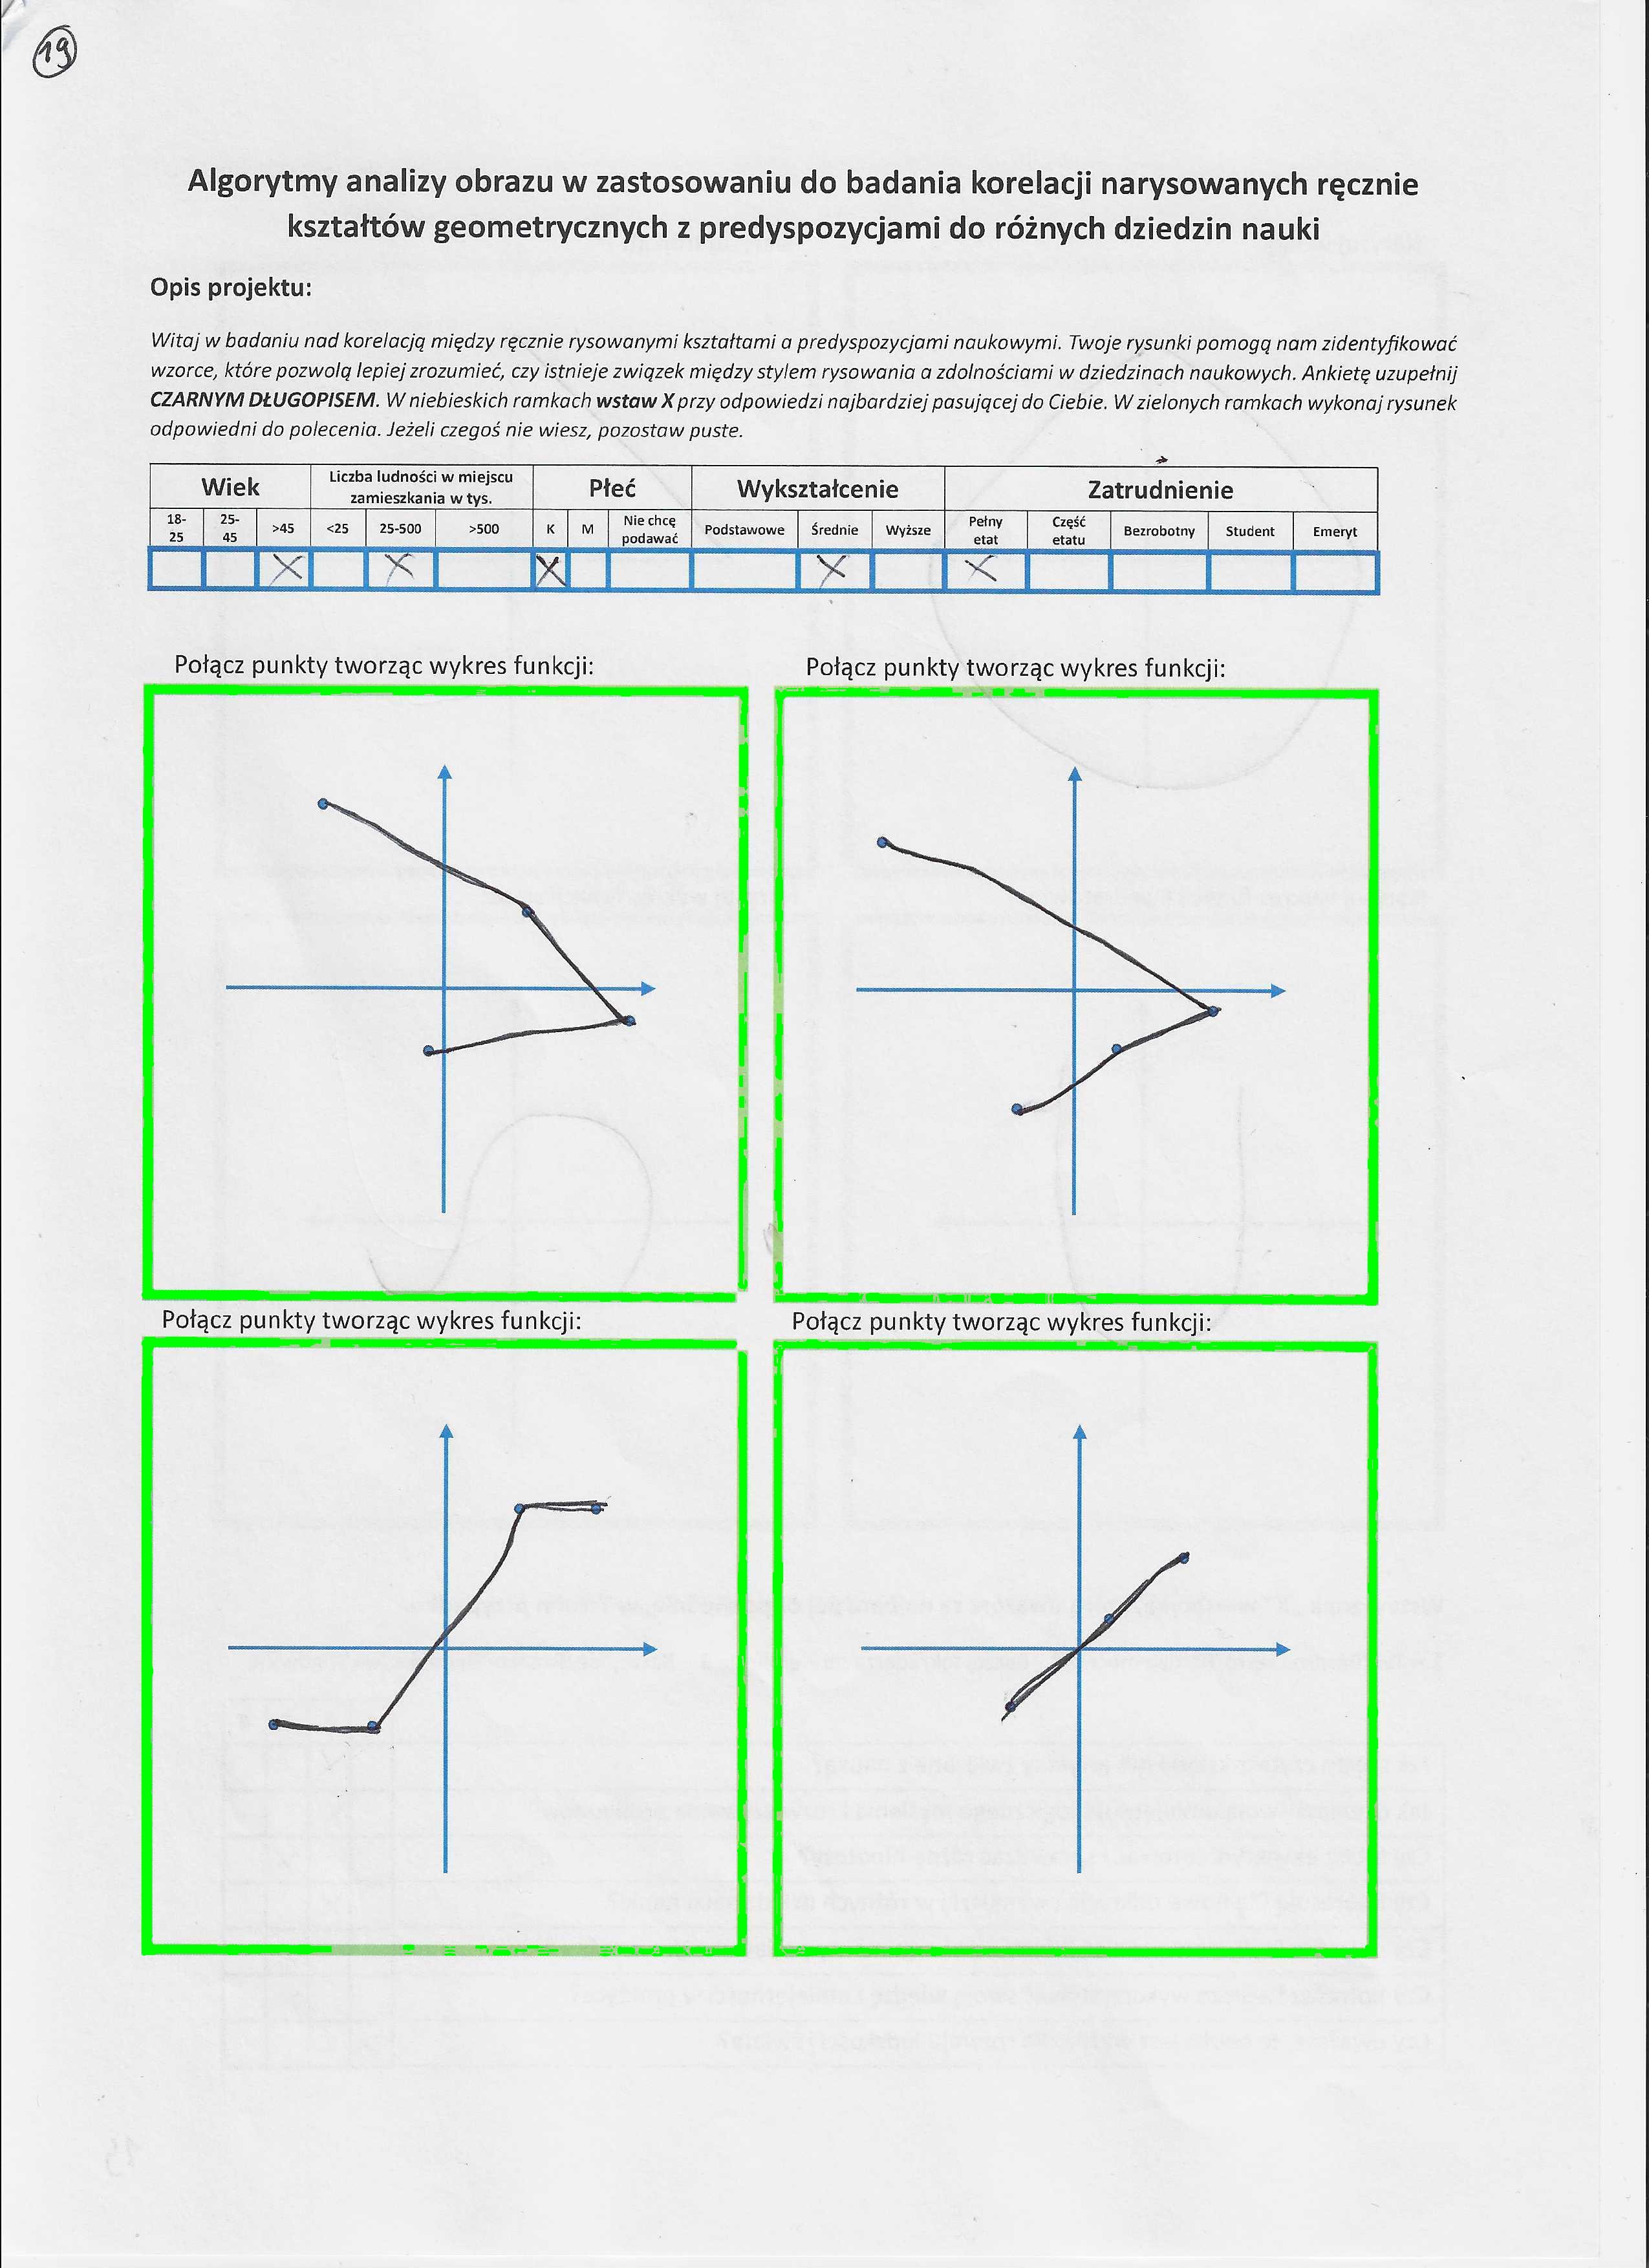 19
Algorytmy analizy obrazu w zastosowaniu do badania korelacji narysowanych ręcznie
kształtów geometrycznych z predyspozycjami do różnych dziedzin nauki
Opis projektu:
Witaj w badaniu nad korelacją między ręcznie rysowanymi kształtami a predyspozycjami naukowymi. Twoje rysunki pomogą nam zidentyfikować
wzorce, które pozwolą lepiej zrozumieć, czy istnieje związek między stylem rysowania a zdolnościami w dziedzinach naukowych. Ankietę uzupełnij
CZARNYM DŁUGOPISEM. W niebieskich ramkach wstaw X przy odpowiedzi najbardziej pasującej do Ciebie. W zielonych ramkach wykonaj rysunek
odpowiedni do polecenia. Jeżeli czegoś nie wiesz, pozostaw puste.
Wiek Liczba ludności w miejscu zamieszkania w tys. Płeć Wykształcenie Zatrudnienie
18-25 25-45 >45 <25 25-500 >500 K M Nie chcę podawać Podstawowe Średnie Wyższe Pełny etat Część etatu Bezrobotny Student Emeryt
X X X X X
Połącz punkty tworząc wykres funkcji: Połącz punkty tworząc wykres funkcji:
Połącz punkty tworząc wykres funkcji: Połącz punkty tworząc wykres funkcji: